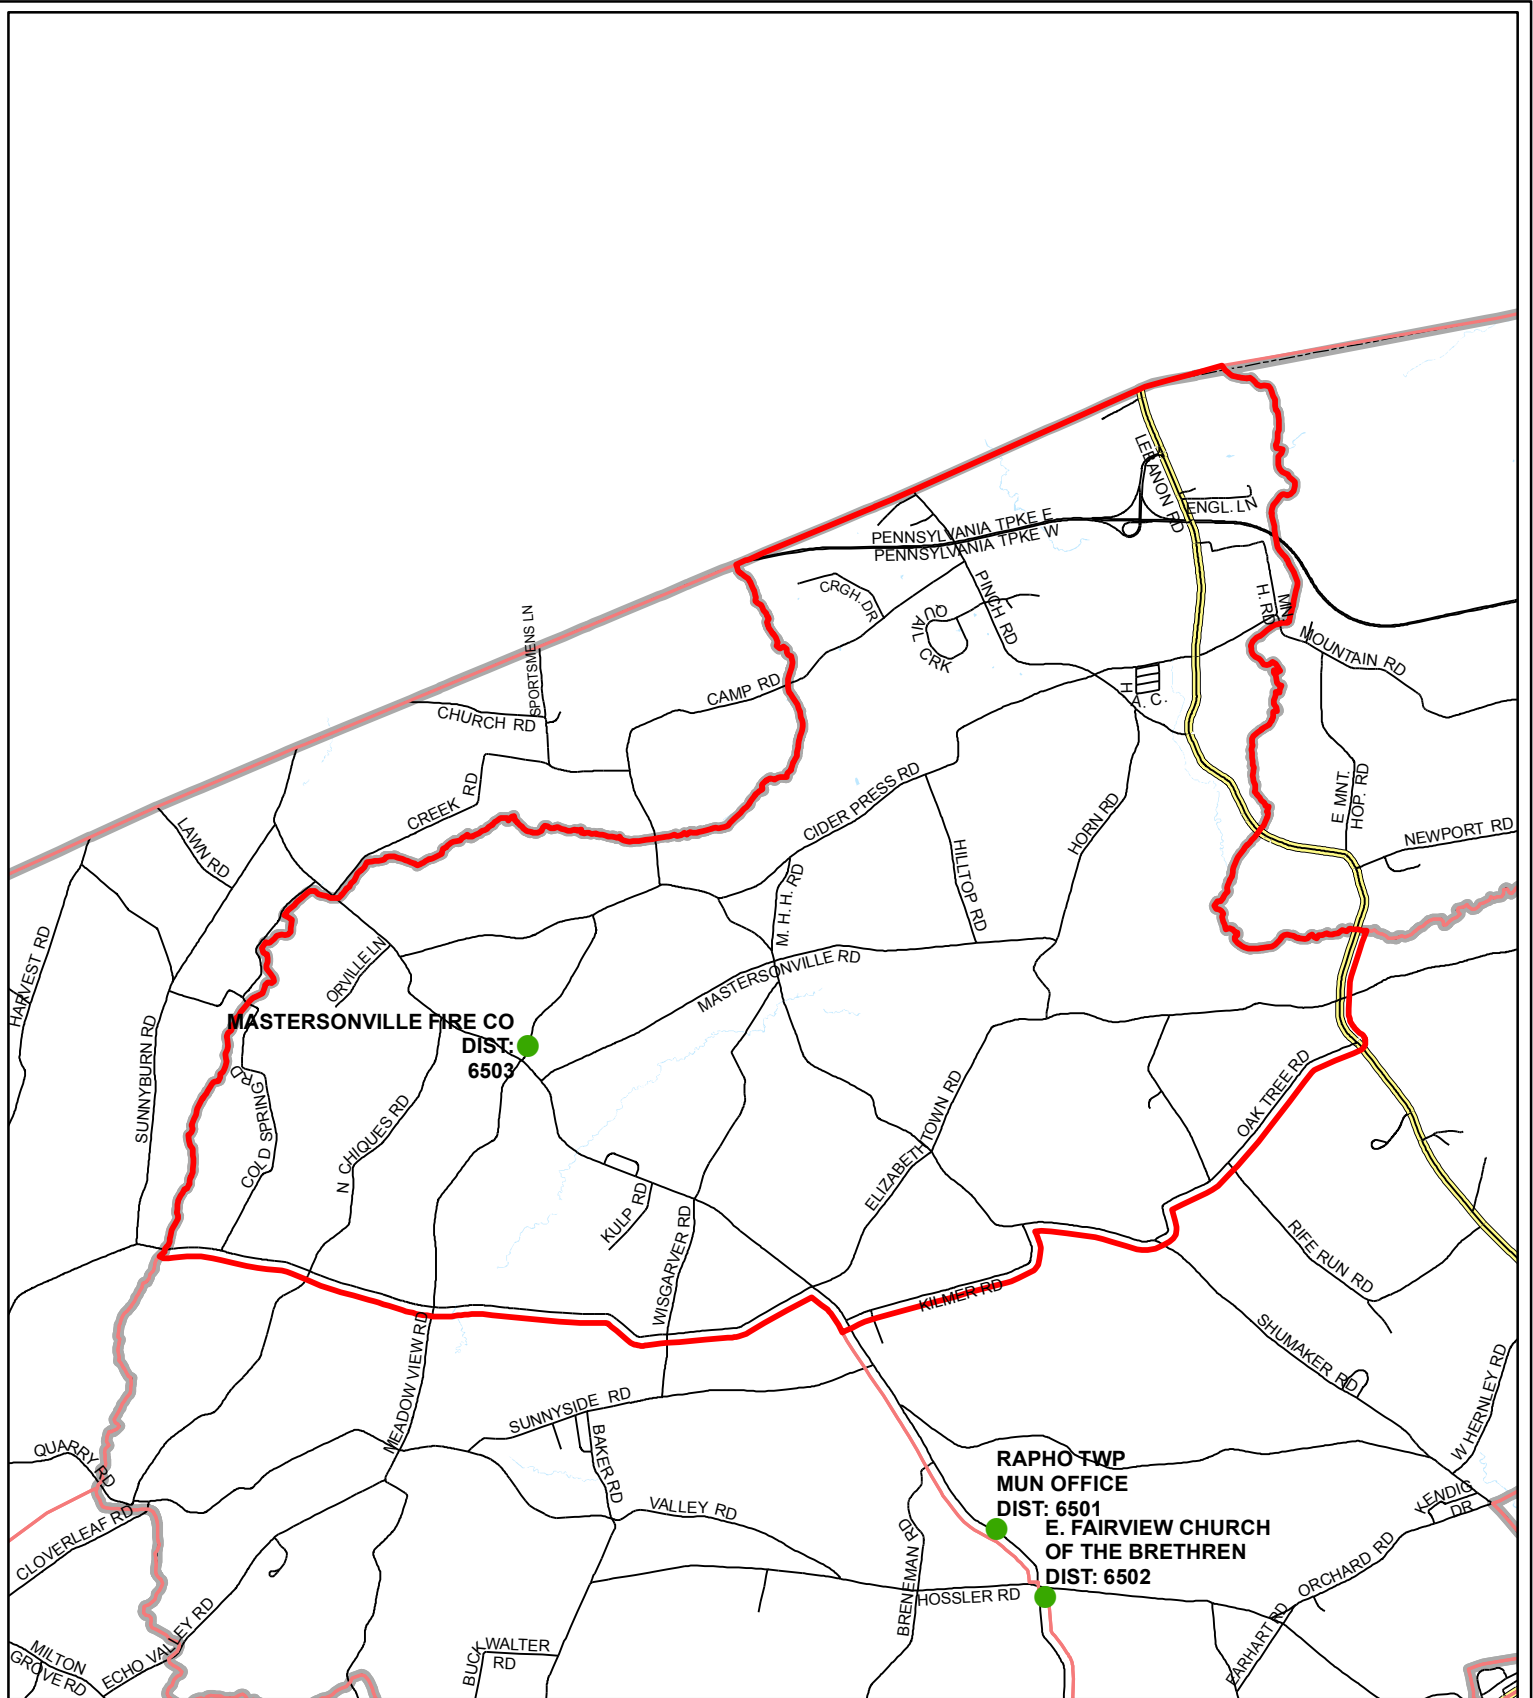 LEBANON RD
ENGL. LN
PENNSYLVANIA TPKE E
PENNSYLVANIA TPKE W
CRGH. DR
PINCH RD
QUAIL CRK
MN.
H. RD
MOUNTAIN RD
SPORTSMENS LN
CAMP RD
CHURCH RD
H. A. C.
CREEK RD
CIDER PRESS RD
HORN RD
E MNT.
HOP. RD
NEWPORT RD
LAWN RD
HILLTOP RD
M. H. H. RD
HARVEST RD
ORVILLE LN
MASTERSONVILLE RD
MASTERSONVILLE FIRE CO
DIST:
6503
SUNNYBURN RD
COLD SPRING RD
N CHIQUES RD
ELIZABETHTOWN RD
OAK TREE RD
KULP RD
WISGARVER RD
RIFE RUN RD
KILMER RD
MEADOW VIEW RD
SHUMAKER RD
W HERNLEY RD
SUNNYSIDE RD
QUARRY RD
BAKER RD
RAPHO TWP
MUN OFFICE
DIST: 6501
VALLEY RD
KENDIG
DR
CLOVERLEAF RD
E. FAIRVIEW CHURCH
OF THE BRETHREN
DIST: 6502
BRENEMAN RD
HOSSLER RD
ORCHARD RD
EARHART RD
ECHO VALLEY RD
MILTON
GROVE RD
BUCKWALTER
RD